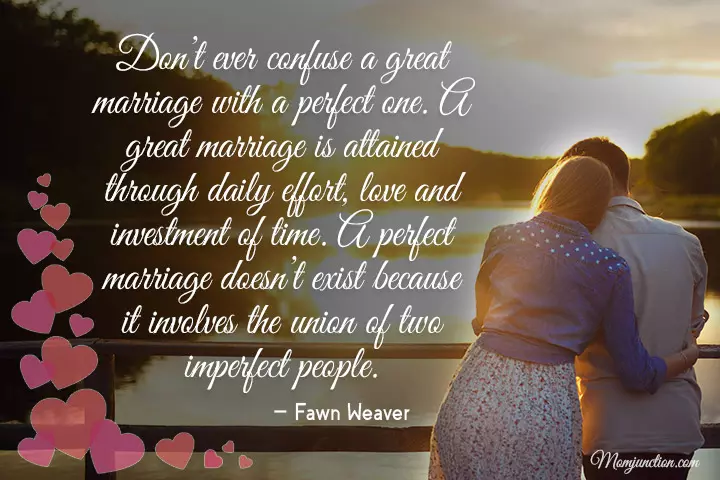 Don't ever confuse a great
marriage with a perfect one. A
great marriage is attained
through daily effort, love and
investment of time. A perfect
marriage doesn't exist because
it involves the union of two
imperfect people.
– Fawn Weaver
Momjunction.com